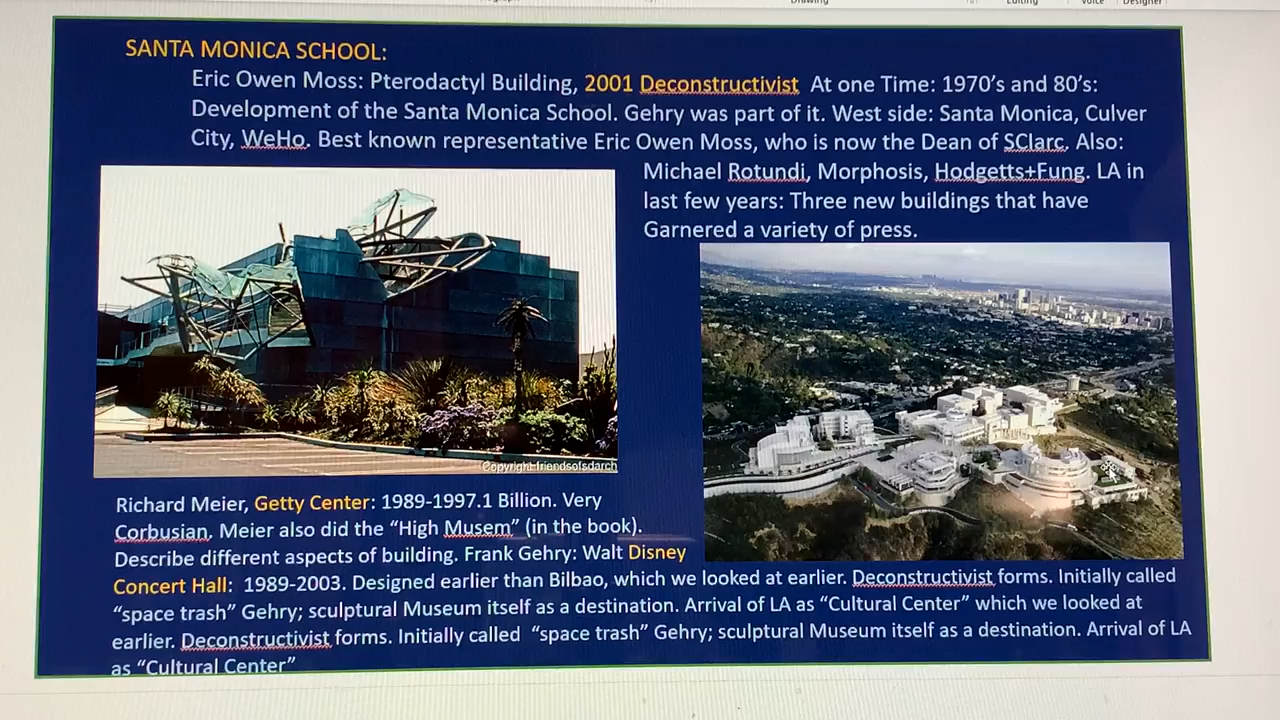 Drawing
Editing
Voice
Designer
SANTA MONICA SCHOOL:
Eric Owen Moss: Pterodactyl Building, 2001 Deconstructivist At one Time: 1970’s and 80’s:
Development of the Santa Monica School. Gehry was part of it. West side: Santa Monica, Culver
City, WeHo. Best known representative Eric Owen Moss, who is now the Dean of SCIarc. Also:
Michael Rotundi, Morphosis, Hodgetts+Fung. LA in
last few years: Three new buildings that have
Garnered a variety of press.
Copyright friendsofsdarch
Richard Meier, Getty Center: 1989-1997.1 Billion. Very
Corbusian, Meier also did the “High Musem” (in the book).
Describe different aspects of building. Frank Gehry: Walt Disney
Concert Hall: 1989-2003. Designed earlier than Bilbao, which we looked at earlier. Deconstructivist forms. Initially called
“space trash” Gehry; sculptural Museum itself as a destination. Arrival of LA as “Cultural Center” which we looked at
earlier. Deconstructivist forms. Initially called “space trash” Gehry; sculptural Museum itself as a destination. Arrival of LA
as “Cultural Center”